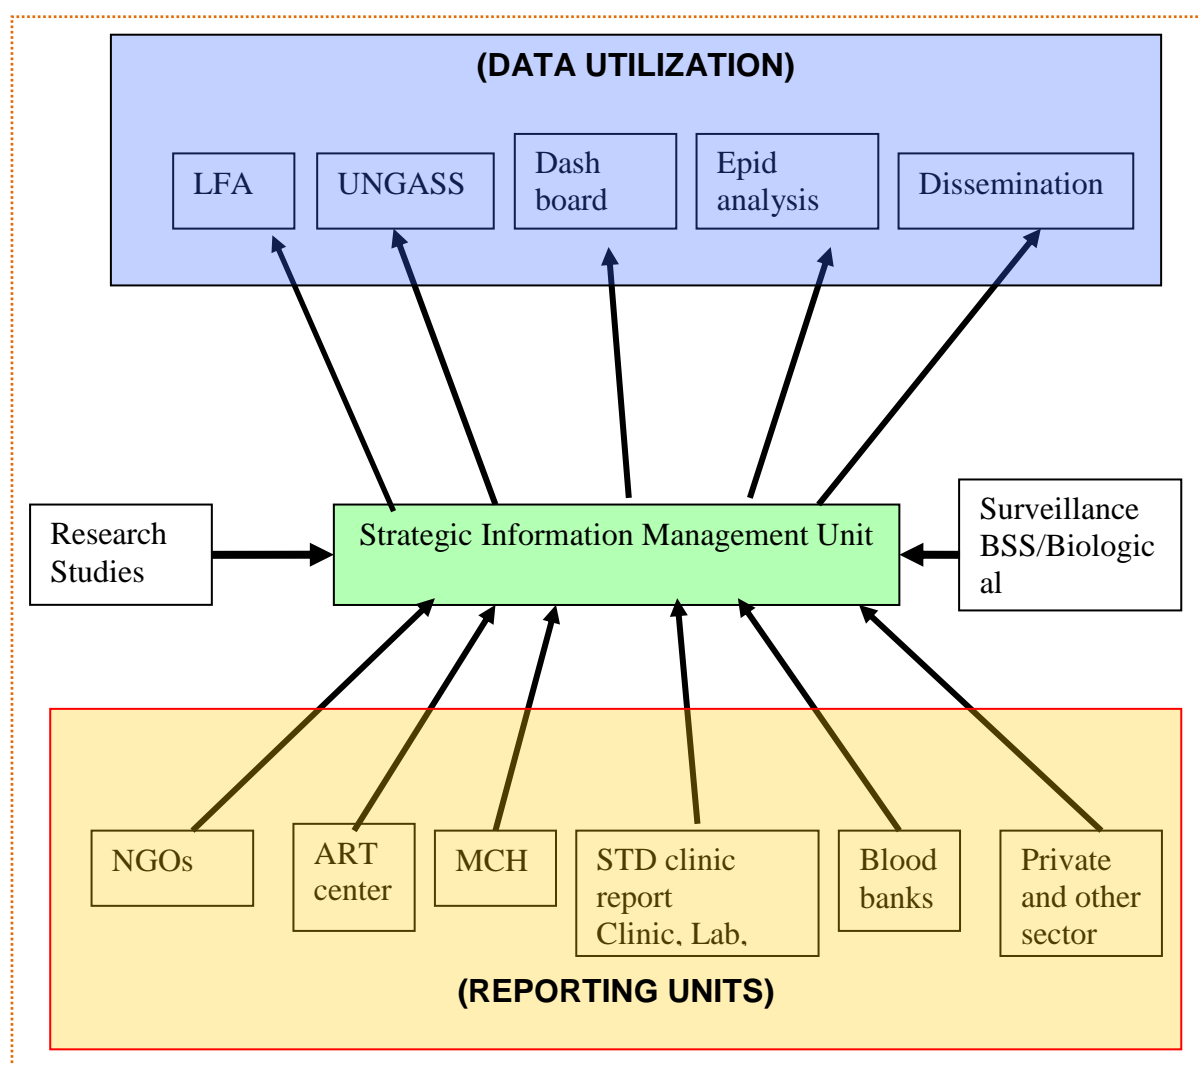 (DATA UTILIZATION)
LFA
UNGASS
Dash
board
Epid
analysis
Dissemination
Research
Studies
Strategic Information Management Unit
Surveillance
BSS/Biologic
al
NGOs
ART
center
MCH
STD clinic
report
Clinic, Lab,
Blood
banks
Private
and other
sector
(REPORTING UNITS)